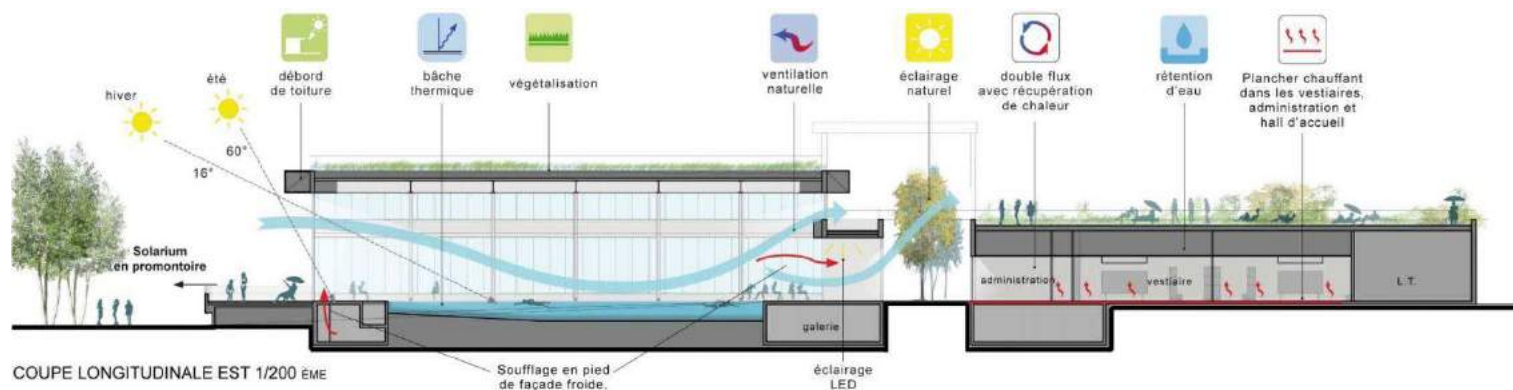 hiver
été
débord
de toiture
bâche
thermique
végétalisation
ventilation
naturelle
éclairage
naturel
double flux
avec récupération
de chaleur
rétention
d'eau
Plancher chauffant
dans les vestiaires,
administration et
hall d'accueil
60°
16°
Solarium
en promontoire
administration
vestiaire
L.T.
galerie
COUPE LONGITUDINALE EST 1/200 ÈME
Soufflage en pied
de façade froide.
éclairage
LED